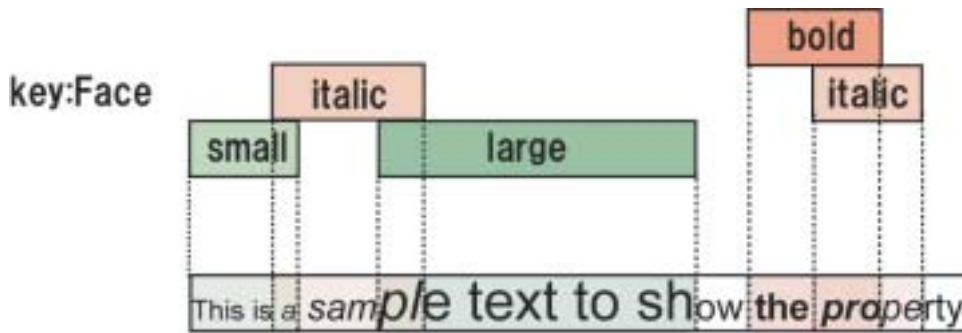 bold
key:Face italic italic
small large
This is a sample text to show the property